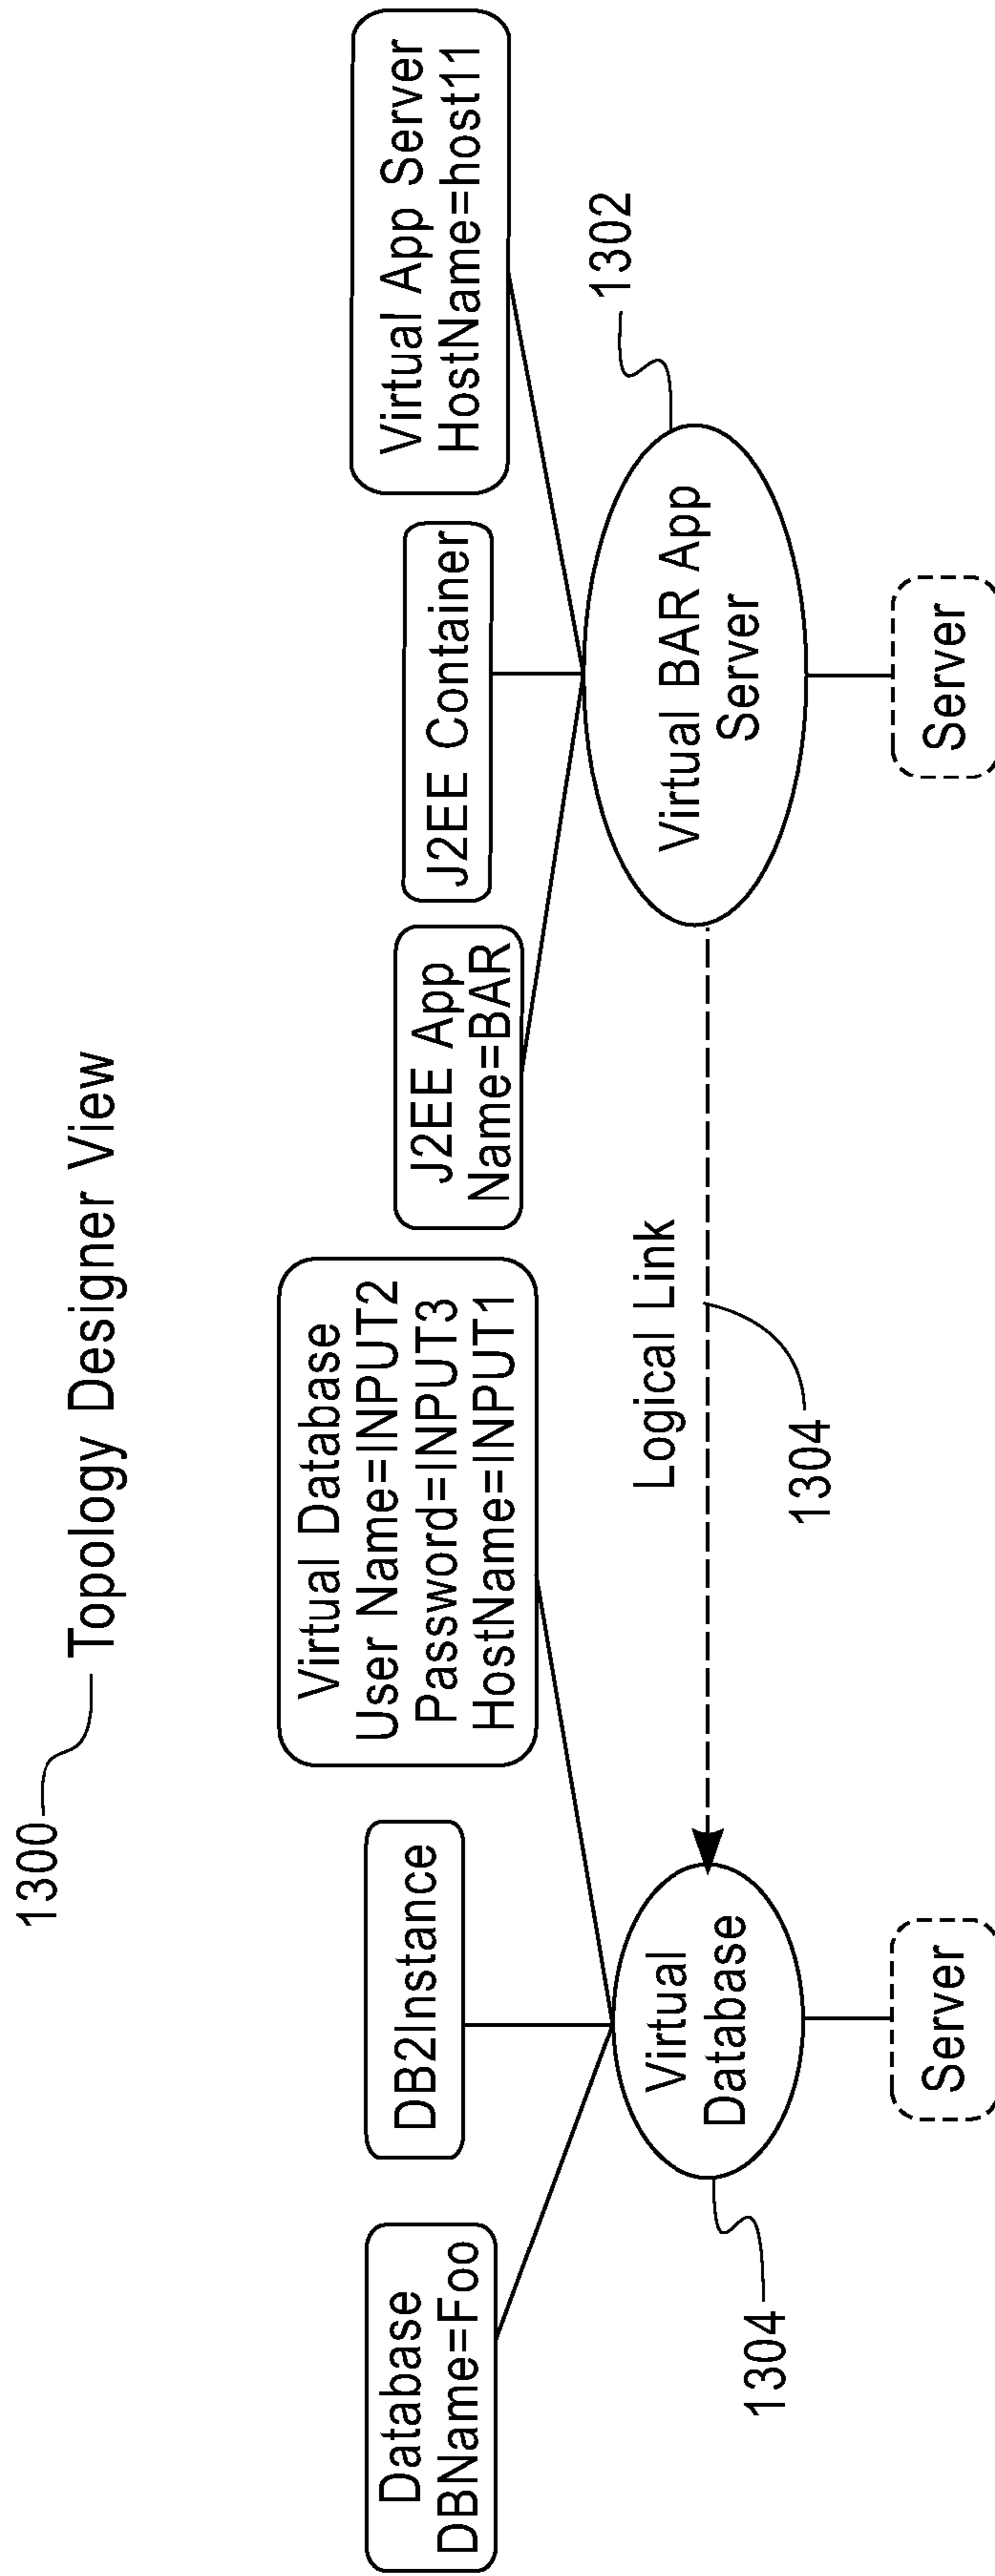 1300
Topology Designer View
Database
DBName=Foo
DB2Instance
Virtual Database
User Name=INPUT2
Password=INPUT3
HostName=INPUT1
J2EE App
Name=BAR
J2EE Container
Virtual App Server
HostName=host11
1304
Virtual
Database
Logical Link
1304
Virtual BAR App
Server
1302
Server
Server